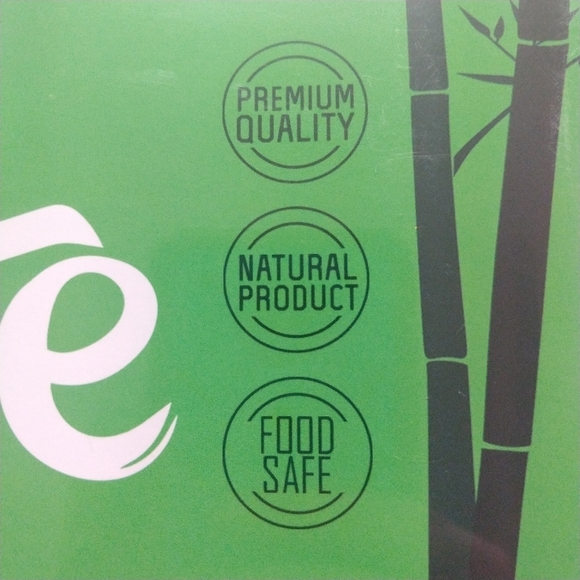 PREMIUM
QUALITY
e
NATURAL
PRODUCT
FOOD
SAFE